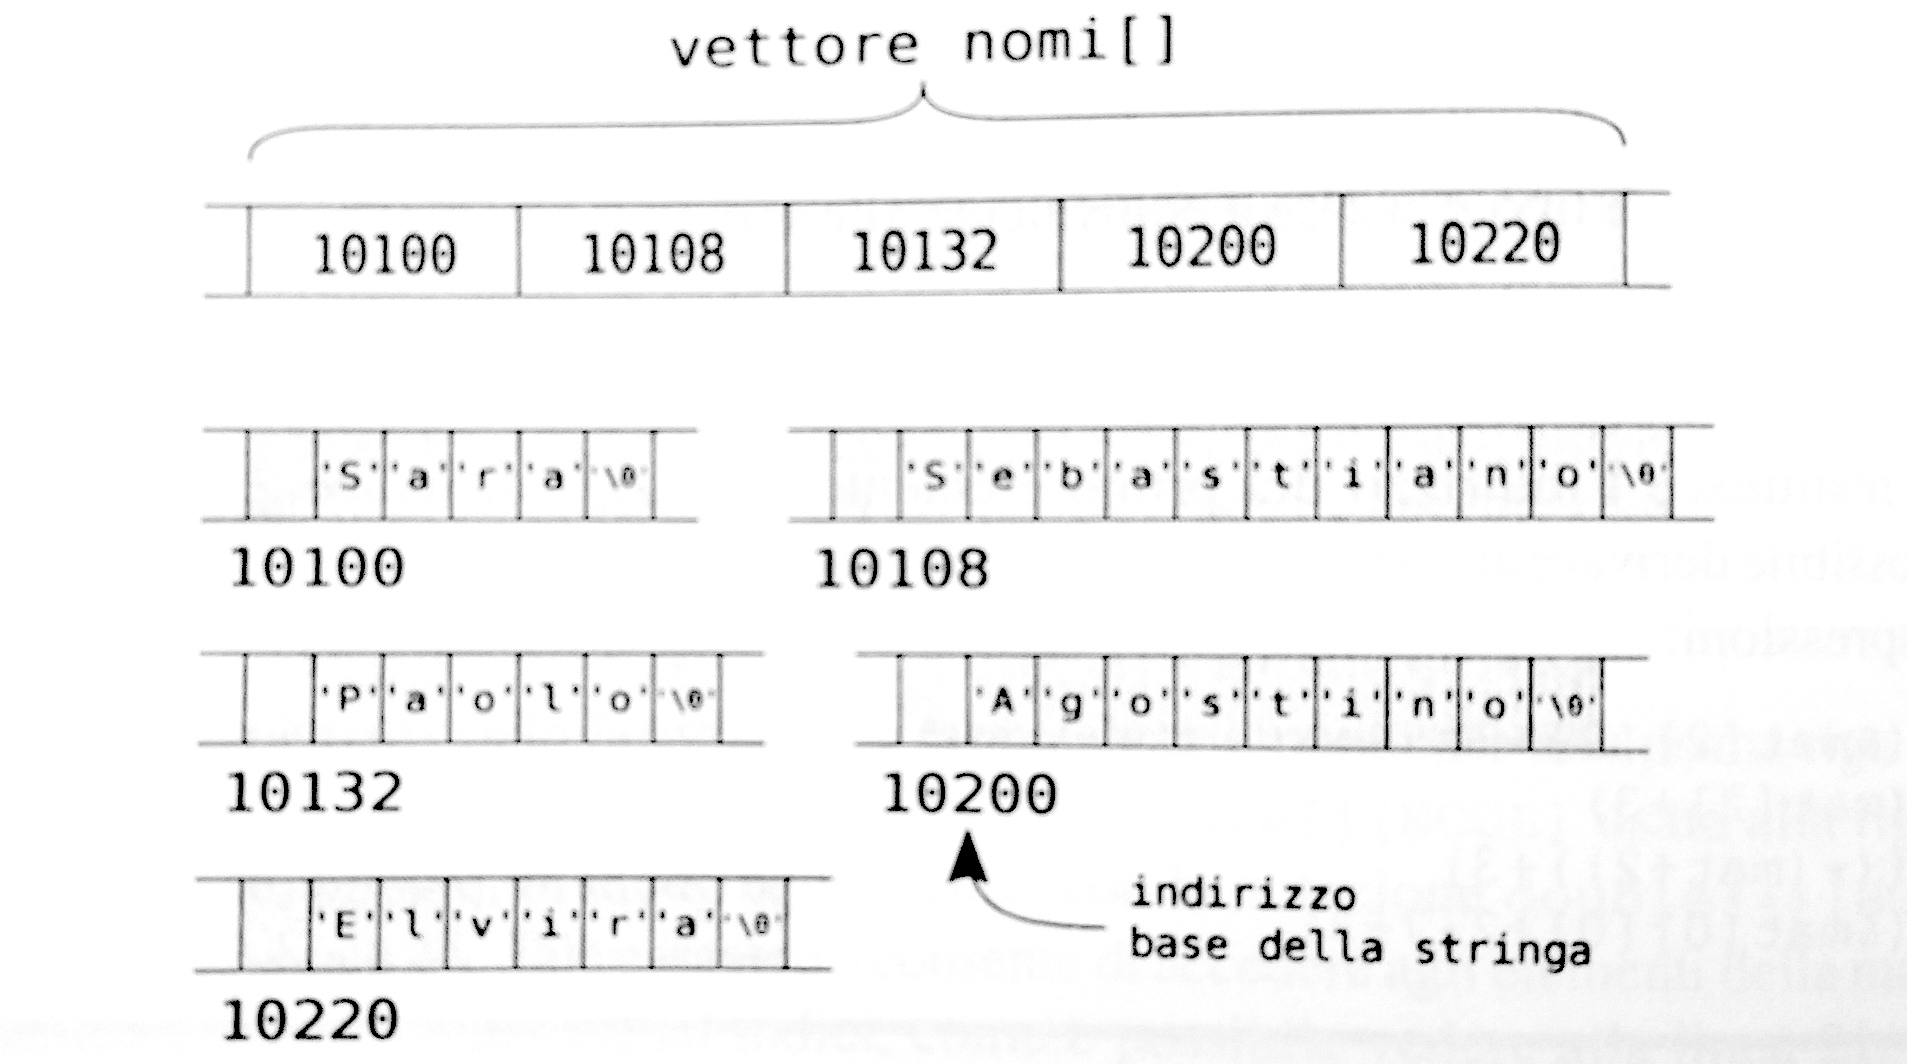 vettore nomi[]
10100 10108 10132 10200 10220
'S' 'a' 'r' 'a' '\0'
10100
'S' 'e' 'b' 'a' 's' 't' 'i' 'a' 'n' 'o' '\0'
10108
'P' 'a' 'o' 'l' 'o' '\0'
10132
'A' 'g' 'o' 's' 't' 'i' 'n' 'o' '\0'
10200
indirizzo
base della stringa
'E' 'l' 'v' 'i' 'r' 'a' '\0'
10220